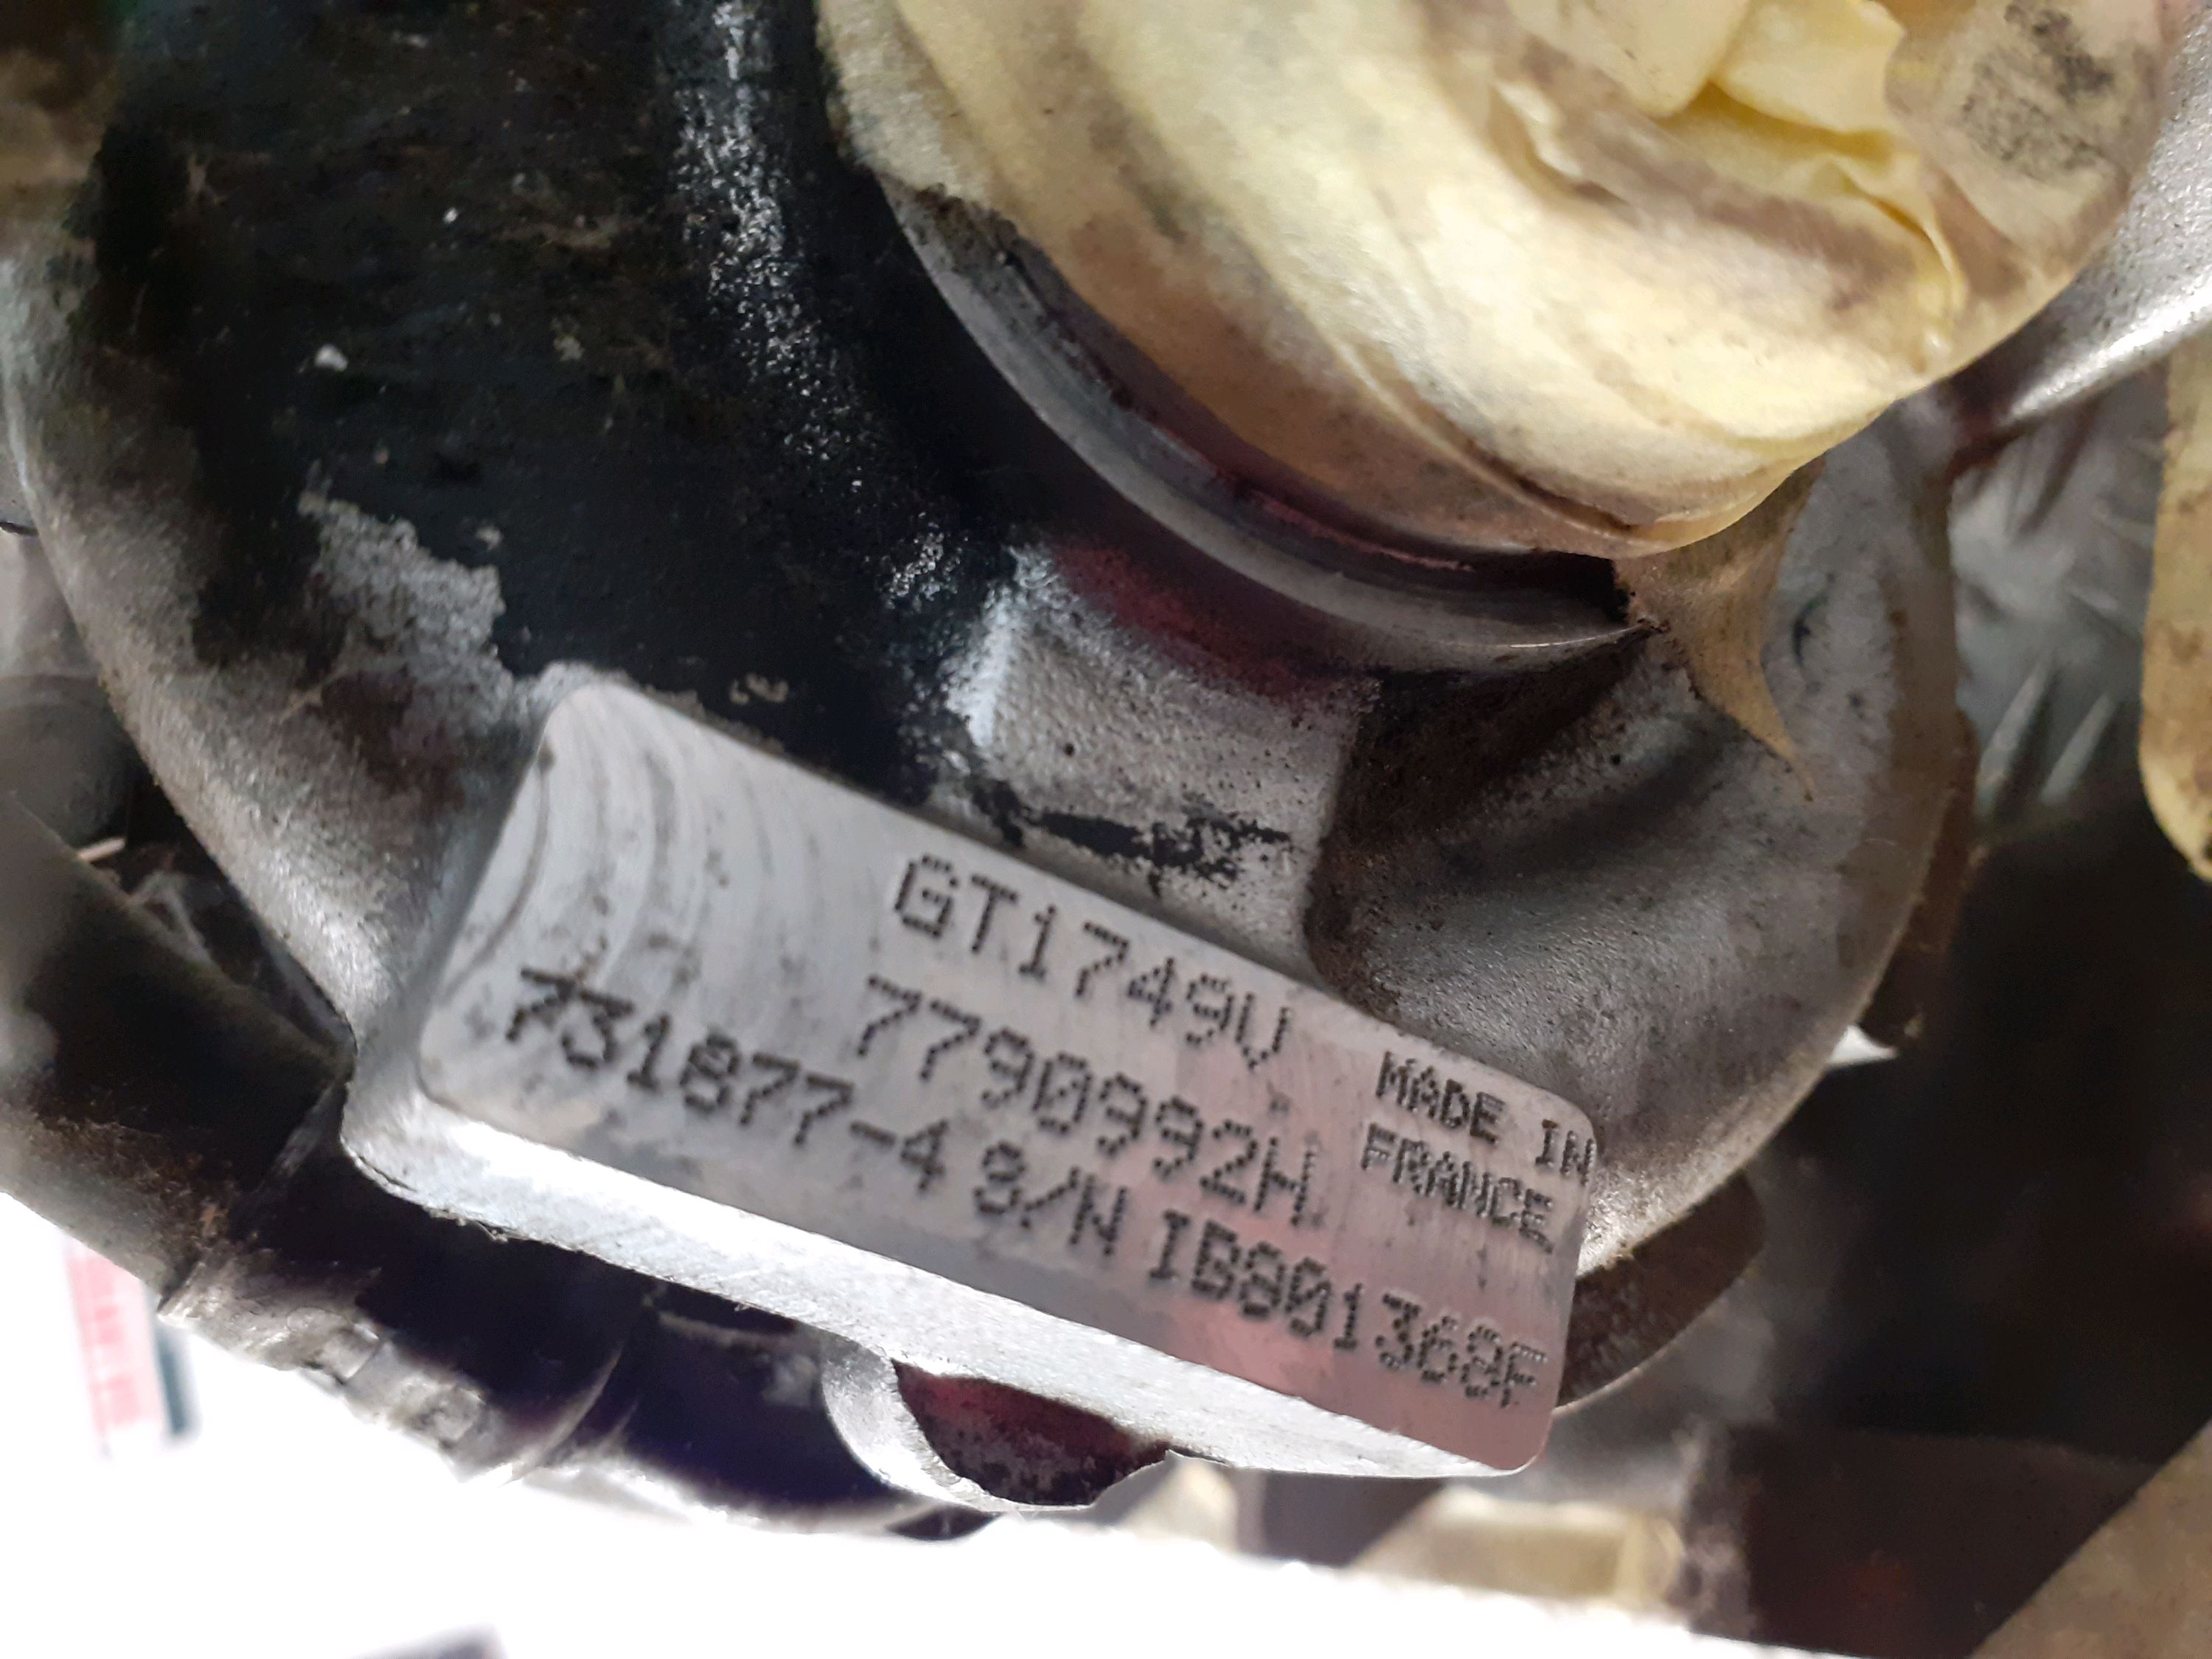 GT1749V
7790992H
MADE IN
FRANCE
731877-4 S/N IB801368F